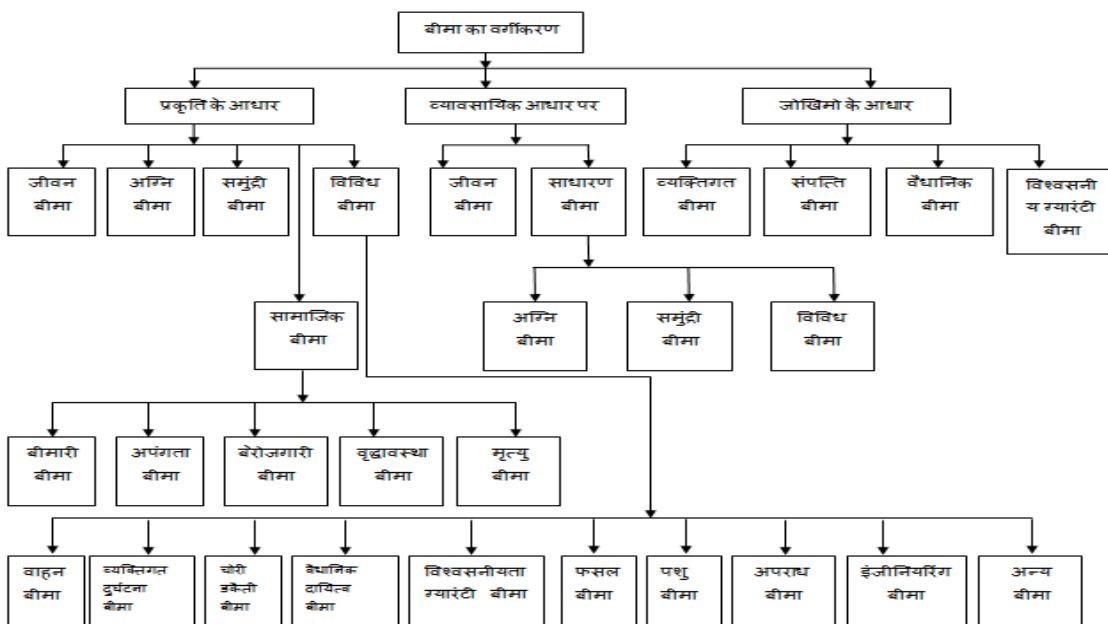 बीमा का वर्गीकरण
प्रकृति के आधार
व्यावसायिक आधार पर
जोखिमो के आधार
जीवन
बीमा
अग्नि
बीमा
समुंद्री
बीमा
विविध
बीमा
जीवन
बीमा
साधारण
बीमा
व्यक्तिगत
बीमा
संपत्ति
बीमा
वैधानिक
बीमा
विश्वसनी
य ग्यारंटी
बीमा
सामाजिक
बीमा
अग्नि
बीमा
समुंद्री
बीमा
विविध
बीमा
बीमारी
बीमा
अपंगता
बीमा
बेरोजगारी
बीमा
वृद्धावस्था
बीमा
मृत्यु
बीमा
वाहन
बीमा
व्यक्तिगत
दुर्घटना
बीमा
चोरी
डकैती
बीमा
वैधानिक
दायित्व
बीमा
विश्वसनीयता
ग्यारंटी बीमा
फसल
बीमा
पशु
बीमा
अपराध
बीमा
इंजीनियरिंग
बीमा
अन्य
बीमा